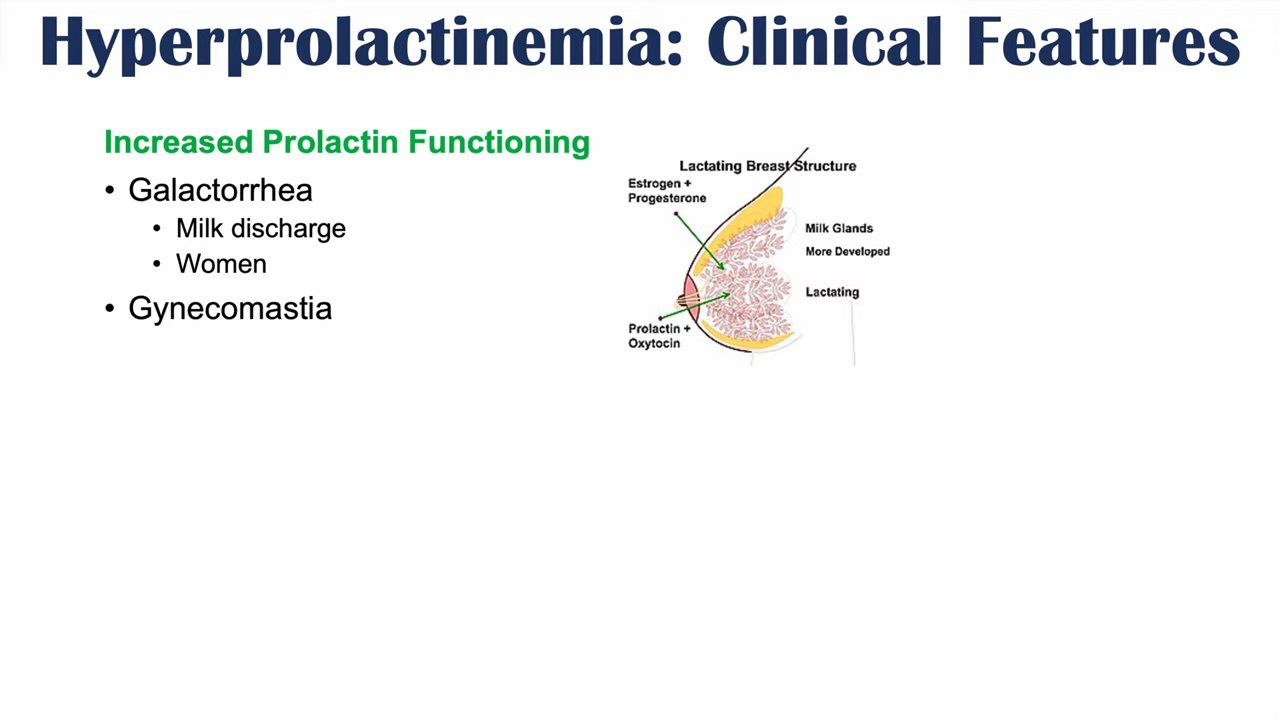 Hyperprolactinemia: Clinical Features
Increased Prolactin Functioning
• Galactorrhea
• Milk discharge
• Women
• Gynecomastia
Lactating Breast Structure
Estrogen +
Progesterone
Milk Glands
More Developed
Lactating
Prolactin +
Oxytocin